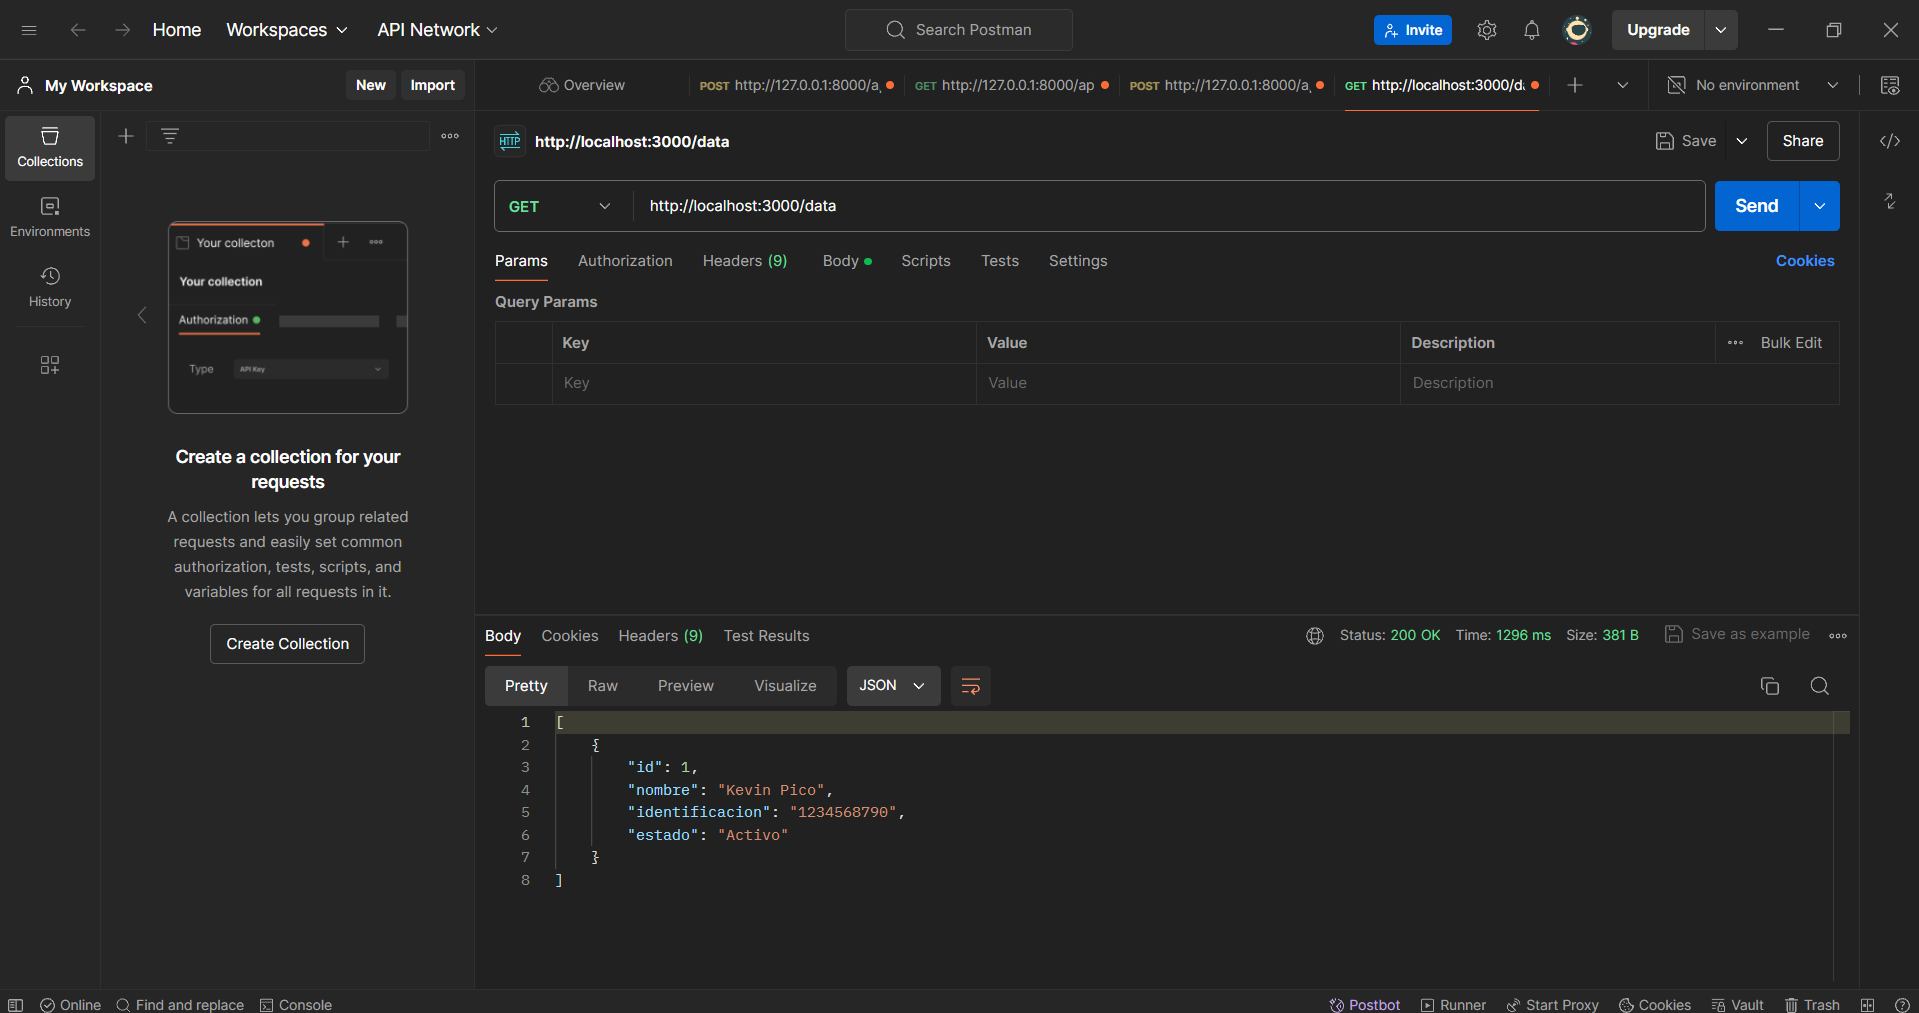 Home Workspaces API Network Search Postman Invite Upgrade
My Workspace New Import Overview POST http://127.0.0.1:8000/a GET http://127.0.0.1:8000/ap POST http://127.0.0.1:8000/a GET http://localhost:3000/da No environment
Collections
Environments
History
Your collecton
Your collection
Authorization
Type API Key
Create a collection for your
requests
A collection lets you group related
requests and easily set common
authorization, tests, scripts, and
variables for all requests in it.
Create Collection
HTTP http://localhost:3000/data Save Share
GET http://localhost:3000/data Send
Params Authorization Headers (9) Body Scripts Tests Settings Cookies
Query Params
Key Value Description Bulk Edit
Key Value Description
Body Cookies Headers (9) Test Results Status: 200 OK Time: 1296 ms Size: 381 B Save as example
Pretty Raw Preview Visualize JSON
1 [
2 {
3 "id": 1,
4 "nombre": "Kevin Pico",
5 "identificacion": "1234568790",
6 "estado": "Activo"
7 }
8 ]
Online Find and replace Console Postbot Runner Start Proxy Cookies Vault Trash